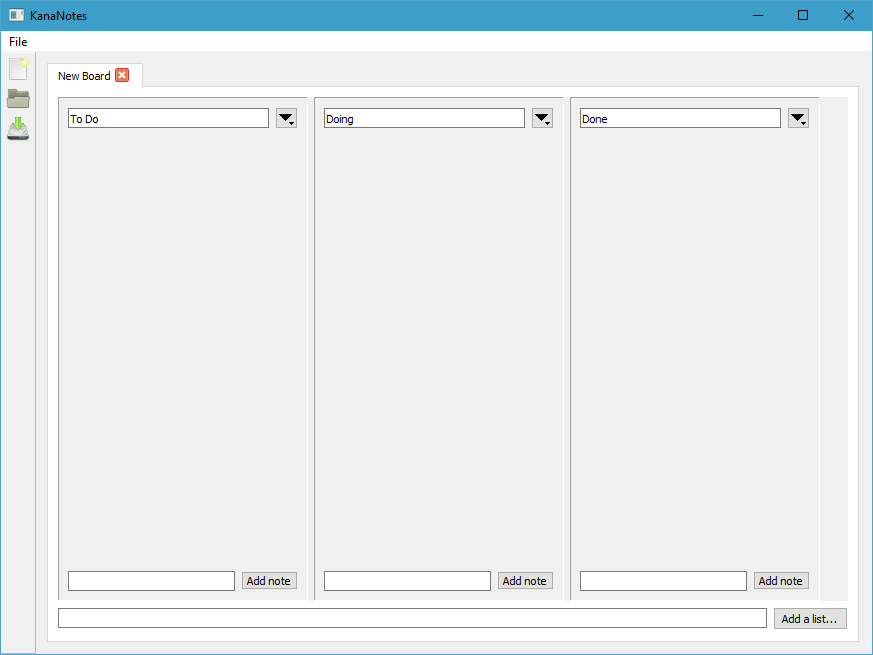 KanaNotes
File
New Board
To Do
Doing
Done
Add note
Add note
Add note
Add a list...